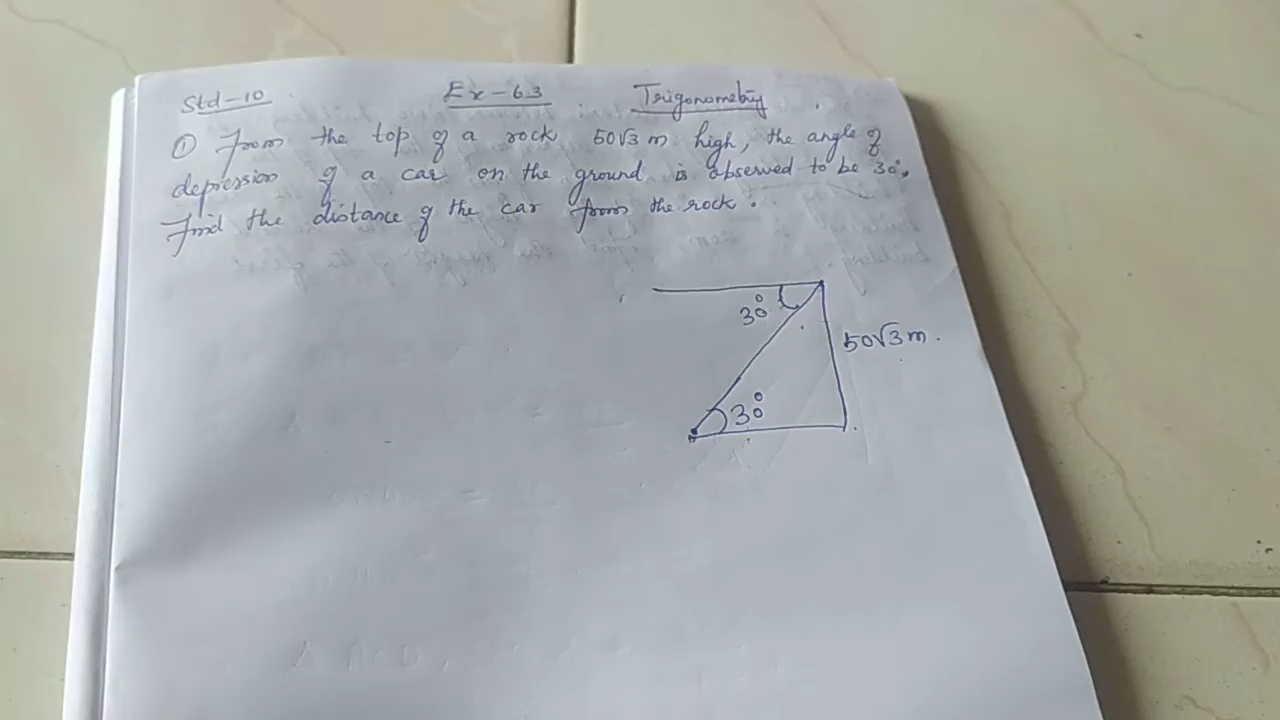 Std-10 Ex-6.3 Trigonometry
① From the top of a rock 50√3 m high, the angle of
depression of a car on the ground is observed to be 30°,
Find the distance of the car from the rock.
30°
50√3 m.
30°